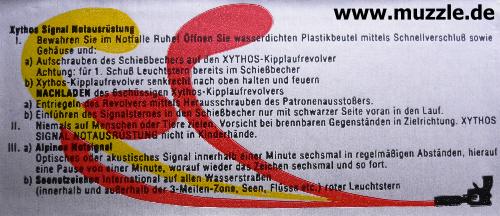 www.muzzle.de
Xythos Signal Notausrüstung
I. Bewahren Sie im Notfalle Ruhe! Öffnen Sie wasserdichten Plastikbeutel mittels Schnellverschluß sowie
Gehäuse und:
a) Aufschrauben des Schießbechers auf den XYTHOS-Kipplaufrevolver
Achtung: für 1. Schuß Leuchtstern bereits im Schießbecher
b) Xythos-Kipplaufrevolver senkrecht nach oben halten und feuern
NACHLADEN des 6schüssigen Xythos-Kipplaufrevolvers
a) Entriegeln des Revolvers mittels Herausschrauben des Patronenausstoßers.
b) Einführen des Signalsternes in den Schießbecher nur mit schwarzer Seite voran in den Lauf.
II. Niemals auf Menschen oder Tiere zielen. Vorsicht bei brennbaren Gegenständen in Zielrichtung. XYTHOS
SIGNAL NOTAUSRÜSTUNG nicht in Kinderhände.
III. a) Alpines Notsignal
Optisches oder akustisches Signal innerhalb einer Minute sechsmal in regelmäßigen Abständen, hierauf
eine Pause von einer Minute, worauf wieder das Zeichen sechsmal und so fort.
b) Seenotzeichen International auf allen Wasserstraßen
(innerhalb und außerhalb der 3-Meilen-Zone, Seen, Flüsse etc.) roter Leuchtstern